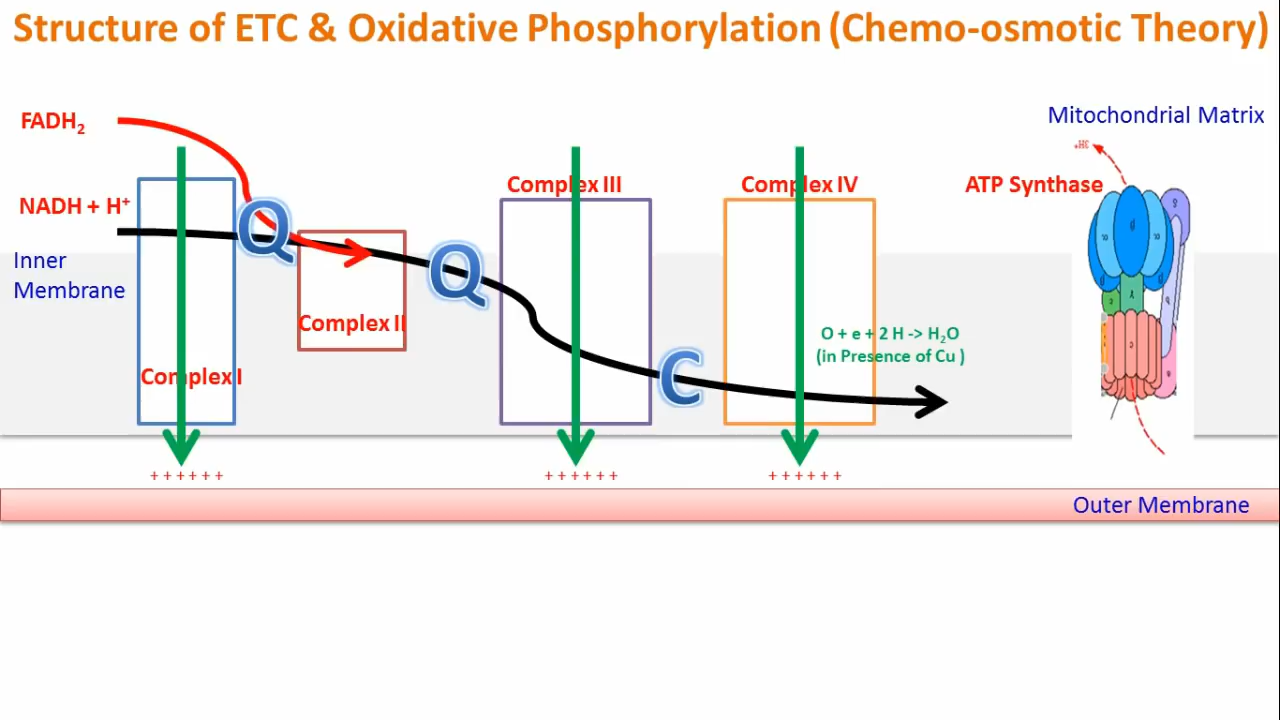 Structure of ETC & Oxidative Phosphorylation (Chemo-osmotic Theory)
Mitochondrial Matrix
FADH₂
Complex III
Complex IV
ATP Synthase
NADH + H⁺
Q
Q
Inner
Membrane
Complex II
O + e + 2 H -> H₂O
(in Presence of Cu )
Complex I
C
+ + + + + +
+ + + + + +
+ + + + + +
Outer Membrane